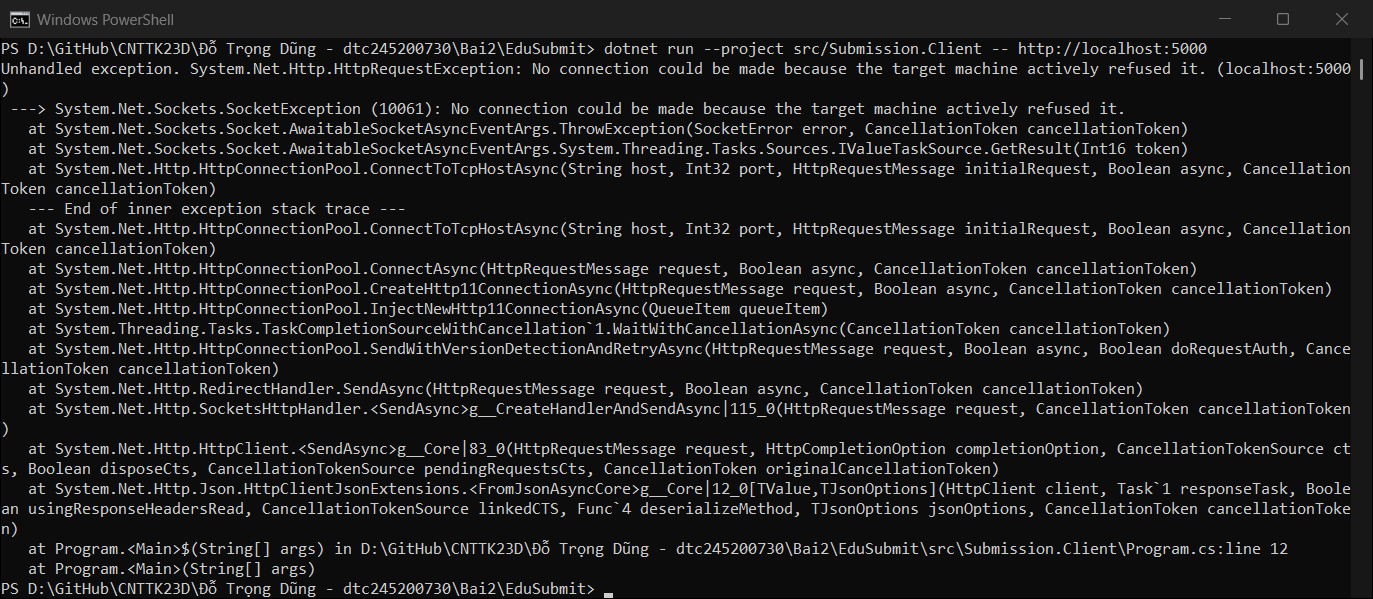 Windows PowerShell
PS D:\GitHub\CNTTK23D\Đỗ Trọng Dũng - dtc245200730\Bai2\EduSubmit> dotnet run --project src/Submission.Client -- http://localhost:5000
Unhandled exception. System.Net.Http.HttpRequestException: No connection could be made because the target machine actively refused it. (localhost:5000
)
 ---> System.Net.Sockets.SocketException (10061): No connection could be made because the target machine actively refused it.
   at System.Net.Sockets.Socket.AwaitableSocketAsyncEventArgs.ThrowException(SocketError error, CancellationToken cancellationToken)
   at System.Net.Sockets.Socket.AwaitableSocketAsyncEventArgs.System.Threading.Tasks.Sources.IValueTaskSource.GetResult(Int16 token)
   at System.Net.Http.HttpConnectionPool.ConnectToTcpHostAsync(String host, Int32 port, HttpRequestMessage initialRequest, Boolean async, Cancellation
Token cancellationToken)
   --- End of inner exception stack trace ---
   at System.Net.Http.HttpConnectionPool.ConnectToTcpHostAsync(String host, Int32 port, HttpRequestMessage initialRequest, Boolean async, Cancellation
Token cancellationToken)
   at System.Net.Http.HttpConnectionPool.ConnectAsync(HttpRequestMessage request, Boolean async, CancellationToken cancellationToken)
   at System.Net.Http.HttpConnectionPool.CreateHttp11ConnectionAsync(HttpRequestMessage request, Boolean async, CancellationToken cancellationToken)
   at System.Net.Http.HttpConnectionPool.InjectNewHttp11ConnectionAsync(QueueItem queueItem)
   at System.Threading.Tasks.TaskCompletionSourceWithCancellation`1.WaitWithCancellationAsync(CancellationToken cancellationToken)
   at System.Net.Http.HttpConnectionPool.SendWithVersionDetectionAndRetryAsync(HttpRequestMessage request, Boolean async, Boolean doRequestAuth, Cance
llationToken cancellationToken)
   at System.Net.Http.RedirectHandler.SendAsync(HttpRequestMessage request, Boolean async, CancellationToken cancellationToken)
   at System.Net.Http.SocketsHttpHandler.<SendAsync>g__CreateHandlerAndSendAsync|115_0(HttpRequestMessage request, CancellationToken cancellationToken
)
   at System.Net.Http.HttpClient.<SendAsync>g__Core|83_0(HttpRequestMessage request, HttpCompletionOption completionOption, CancellationTokenSource ct
s, Boolean disposeCts, CancellationTokenSource pendingRequestsCts, CancellationToken originalCancellationToken)
   at System.Net.Http.Json.HttpClientJsonExtensions.<FromJsonAsyncCore>g__Core|12_0[TValue,TJsonOptions](HttpClient client, Task`1 responseTask, Boole
an usingResponseHeadersRead, CancellationTokenSource linkedCTS, Func`4 deserializeMethod, TJsonOptions jsonOptions, CancellationToken cancellationToke
n)
   at Program.<Main>$(String[] args) in D:\GitHub\CNTTK23D\Đỗ Trọng Dũng - dtc245200730\Bai2\EduSubmit\src\Submission.Client\Program.cs:line 12
   at Program.<Main>(String[] args)
PS D:\GitHub\CNTTK23D\Đỗ Trọng Dũng - dtc245200730\Bai2\EduSubmit>